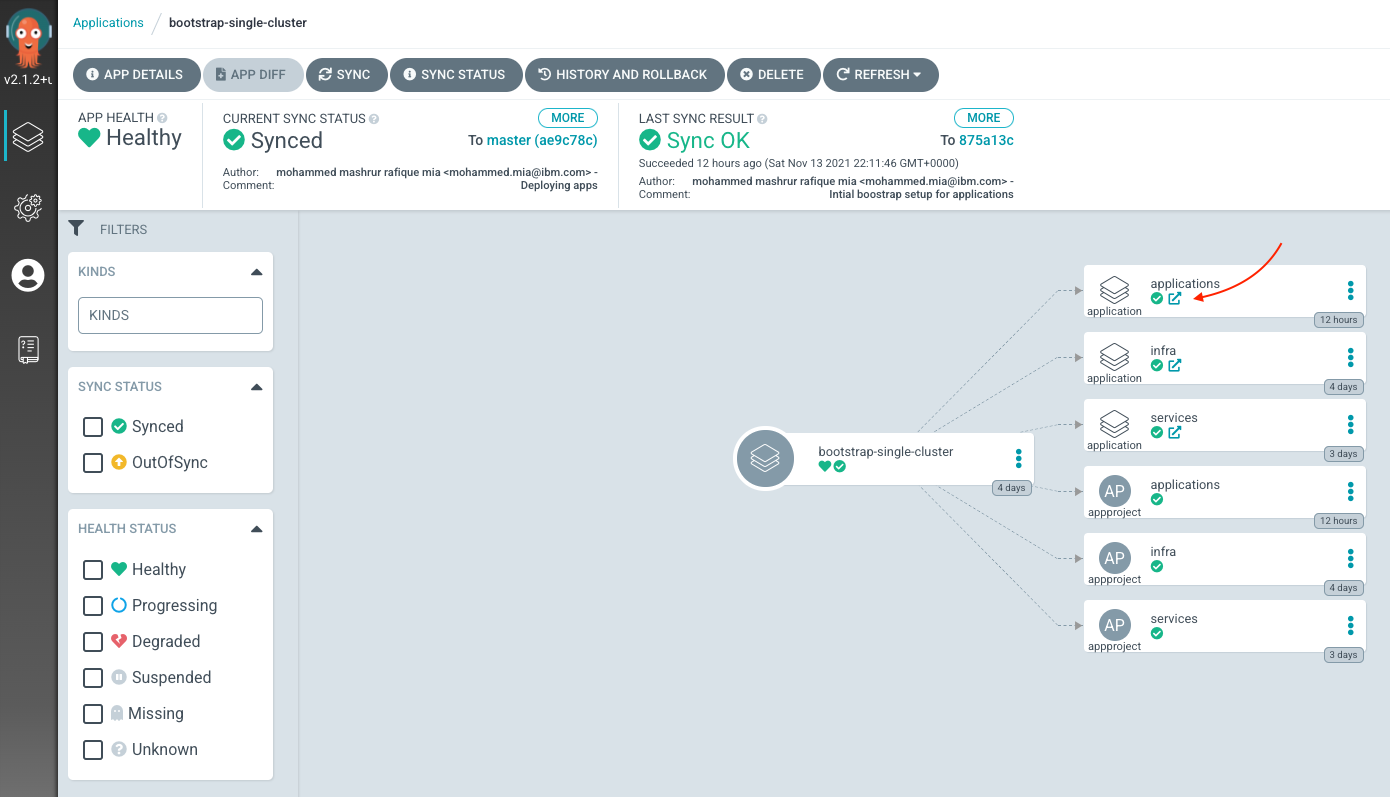 v2.1.2+u
Applications
bootstrap-single-cluster
APP DETAILS
APP DIFF
SYNC
SYNC STATUS
HISTORY AND ROLLBACK
DELETE
REFRESH
APP HEALTH
Healthy
CURRENT SYNC STATUS
MORE
Synced
To master (ae9c78c)
Author: mohammed mashrur rafique mia <mohammed.mia@ibm.com> -
Comment: Deploying apps
LAST SYNC RESULT
MORE
Sync OK
To 875a13c
Succeeded 12 hours ago (Sat Nov 13 2021 22:11:46 GMT+0000)
Author: mohammed mashrur rafique mia <mohammed.mia@ibm.com> -
Comment: Intial boostrap setup for applications
FILTERS
KINDS
KINDS
SYNC STATUS
Synced
OutOfSync
HEALTH STATUS
Healthy
Progressing
Degraded
Suspended
Missing
Unknown
bootstrap-single-cluster
4 days
applications
application
12 hours
infra
application
4 days
services
application
3 days
AP
applications
appproject
12 hours
AP
infra
appproject
4 days
AP
services
appproject
3 days